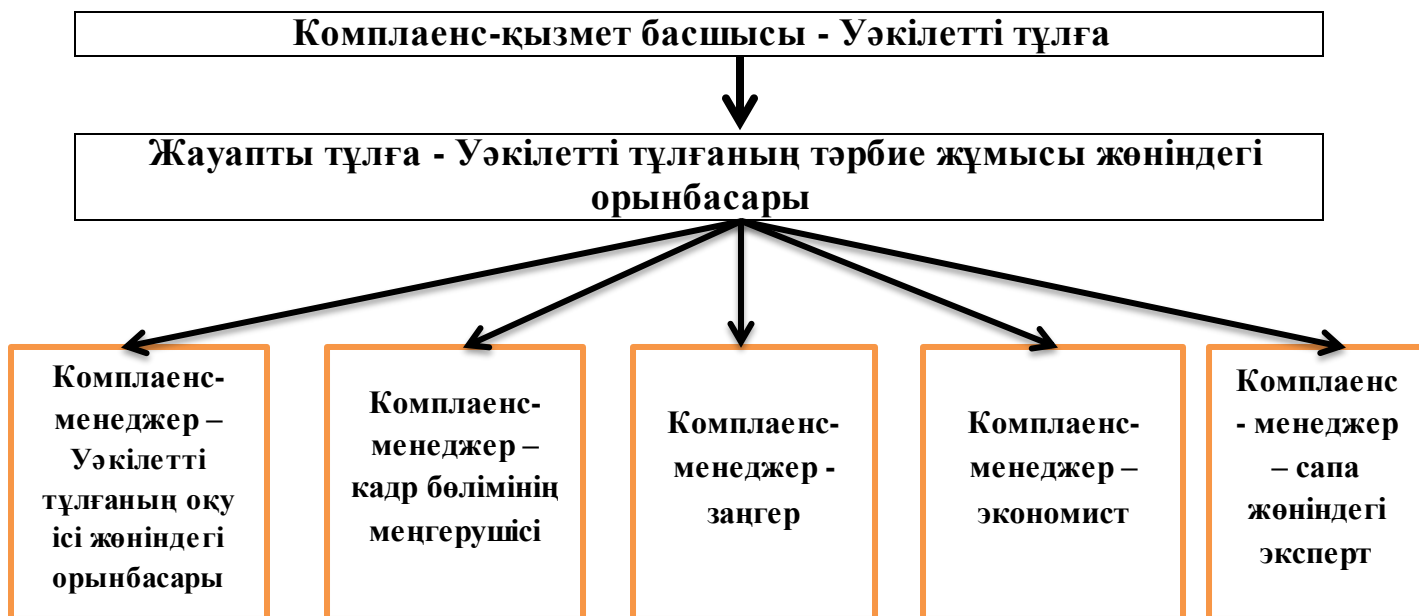 Комплаенс-қызмет басшысы - Уәкілетті тұлға
Жауапты тұлға - Уәкілетті тұлғаның тәрбие жұмысы жөніндегі
орынбасары
Комплаенс-
менеджер –
Уәкілетті
тұлғаның оқу
ісі жөніндегі
орынбасары
Комплаенс-
менеджер –
кадр бөлімінің
меңгерушісі
Комплаенс-
менеджер -
заңгер
Комплаенс-
менеджер –
экономист
Комплаенс
- менеджер
– сапа
жөніндегі
эксперт